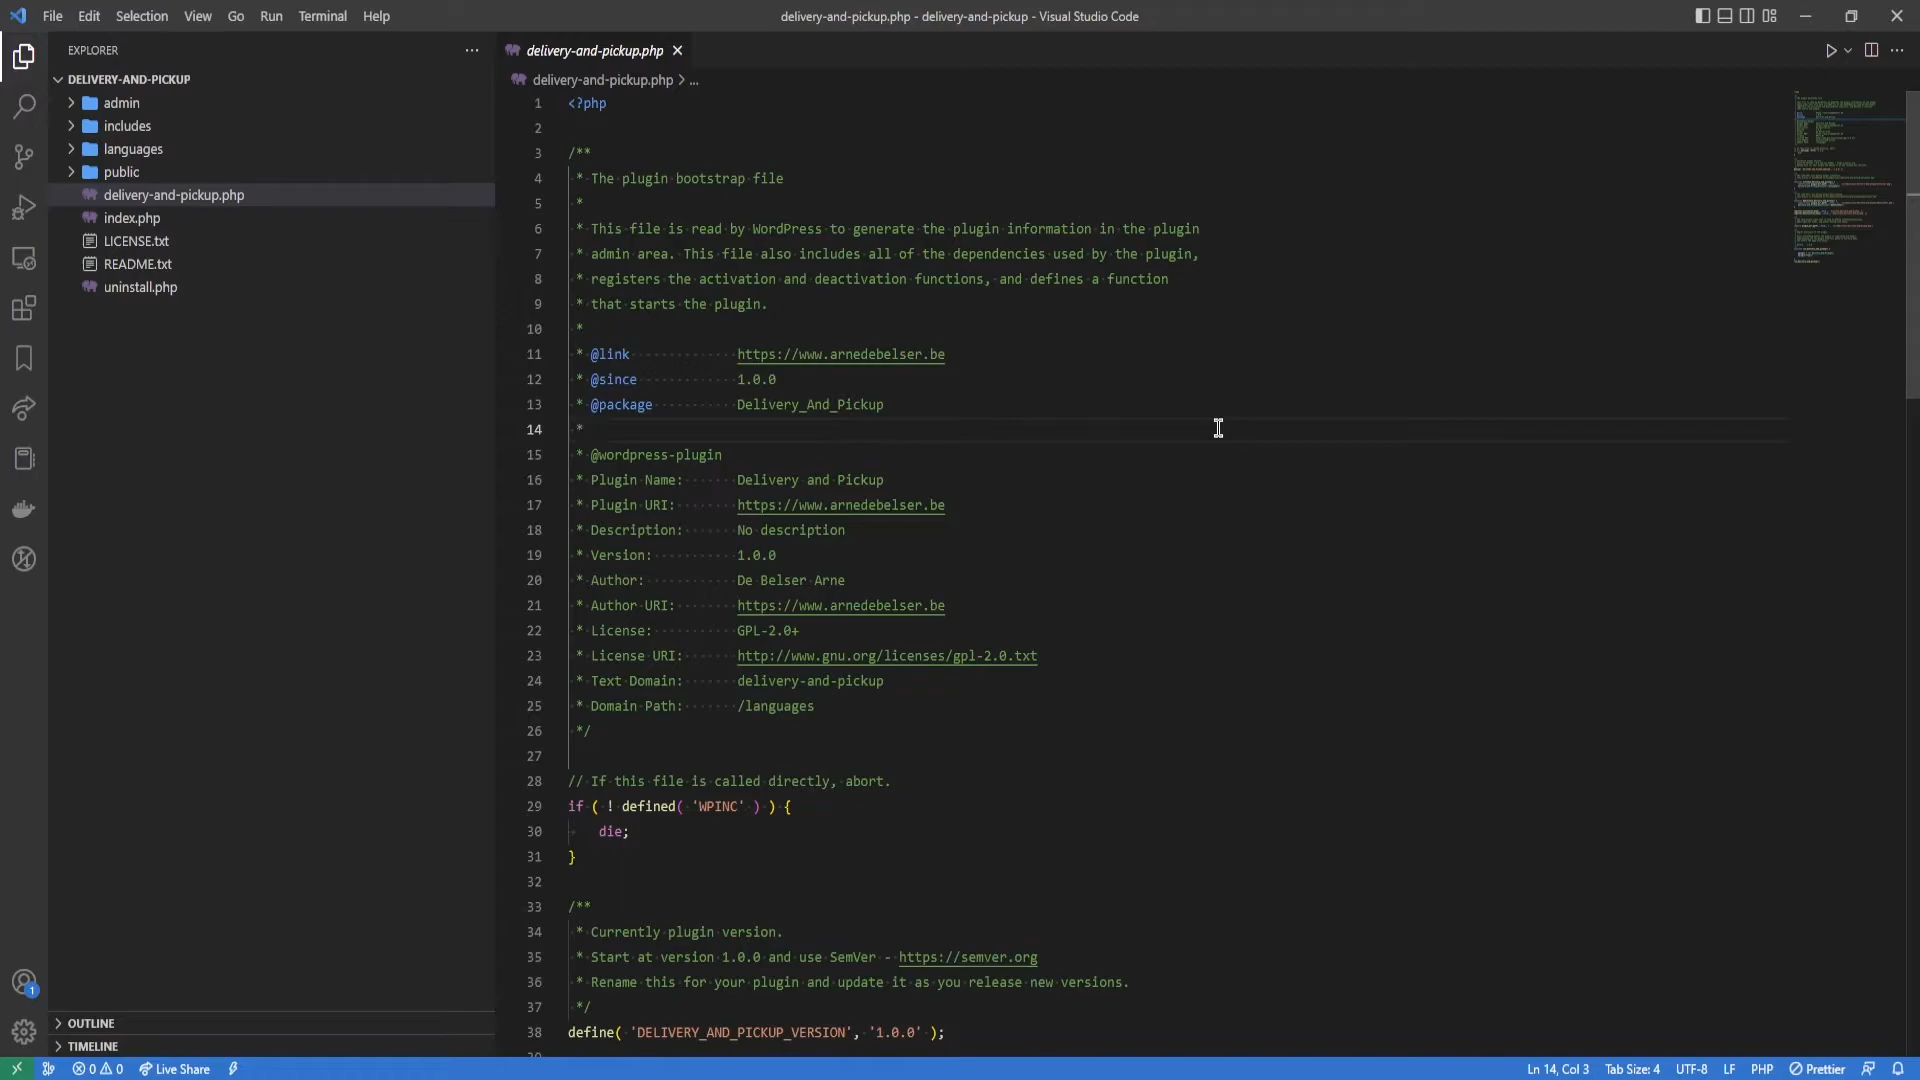 File Edit Selection View Go Run Terminal Help
delivery-and-pickup.php - delivery-and-pickup - Visual Studio Code
EXPLORER
DELIVERY-AND-PICKUP
admin
includes
languages
public
delivery-and-pickup.php
index.php
LICENSE.txt
README.txt
uninstall.php
OUTLINE
TIMELINE
delivery-and-pickup.php
delivery-and-pickup.php > ...
1 <?php
2
3 /**
4 * The plugin bootstrap file
5 *
6 * This file is read by WordPress to generate the plugin information in the plugin
7 * admin area. This file also includes all of the dependencies used by the plugin,
8 * registers the activation and deactivation functions, and defines a function
9 * that starts the plugin.
10 *
11 * @link https://www.arnedebelser.be
12 * @since 1.0.0
13 * @package Delivery_And_Pickup
14 *
15 * @wordpress-plugin
16 * Plugin Name: Delivery and Pickup
17 * Plugin URI: https://www.arnedebelser.be
18 * Description: No description
19 * Version: 1.0.0
20 * Author: De Belser Arne
21 * Author URI: https://www.arnedebelser.be
22 * License: GPL-2.0+
23 * License URI: http://www.gnu.org/licenses/gpl-2.0.txt
24 * Text Domain: delivery-and-pickup
25 * Domain Path: /languages
26 */
27
28 // If this file is called directly, abort.
29 if ( ! defined( 'WPINC' ) ) {
30 die;
31 }
32
33 /**
34 * Currently plugin version.
35 * Start at version 1.0.0 and use SemVer - https://semver.org
36 * Rename this for your plugin and update it as you release new versions.
37 */
38 define( 'DELIVERY_AND_PICKUP_VERSION', '1.0.0' );
1
0 0 Live Share
Ln 14, Col 3 Tab Size: 4 UTF-8 LF PHP Prettier